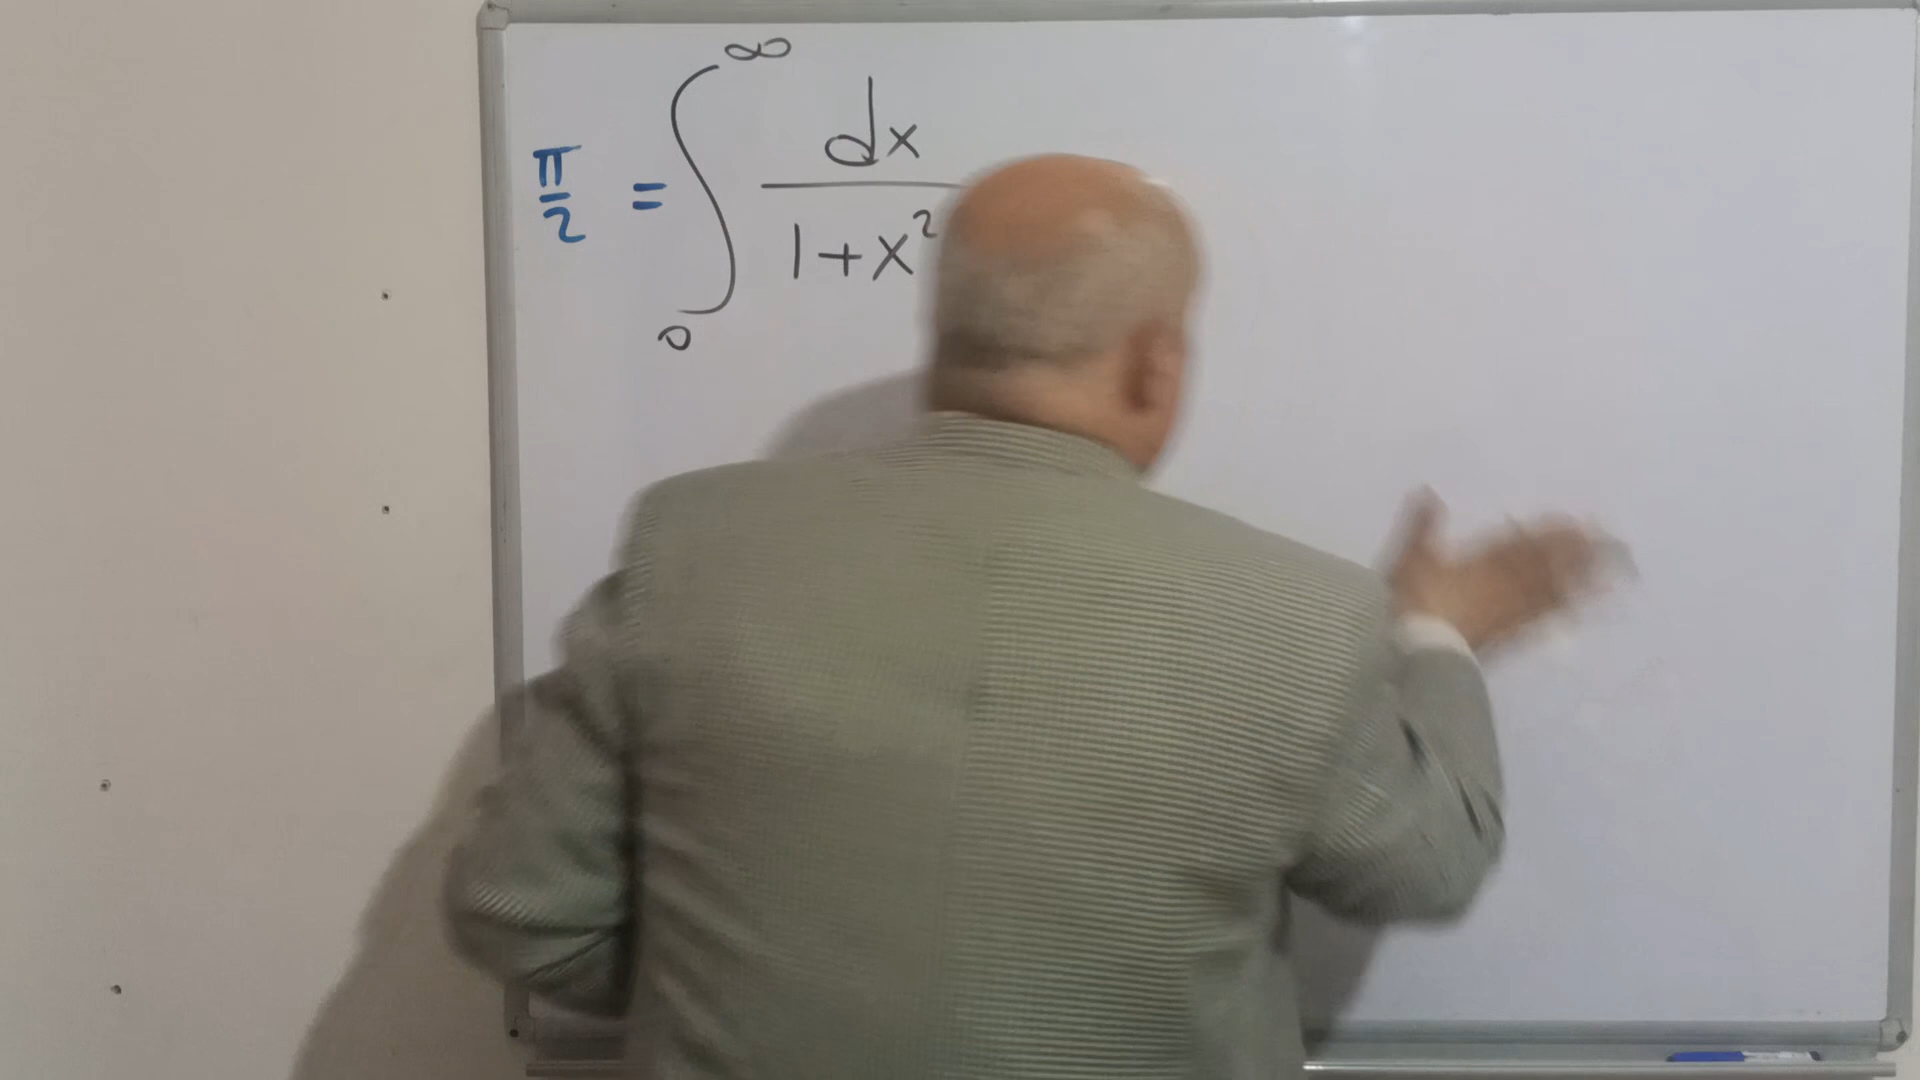 π/2 = ∫₀^∞ dx/(1+x²